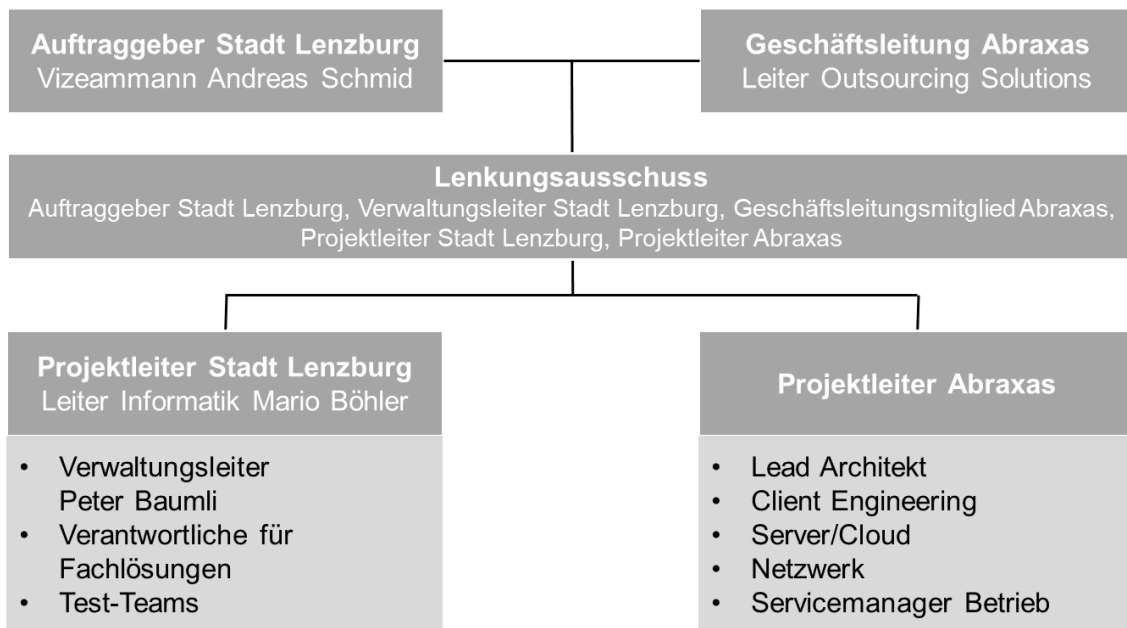 Auftraggeber Stadt Lenzburg
Vizeammann Andreas Schmid
Geschäftsleitung Abraxas
Leiter Outsourcing Solutions
Lenkungsausschuss
Auftraggeber Stadt Lenzburg, Verwaltungsleiter Stadt Lenzburg, Geschäftsleitungsmitglied Abraxas,
Projektleiter Stadt Lenzburg, Projektleiter Abraxas
Projektleiter Stadt Lenzburg
Leiter Informatik Mario Böhler
• Verwaltungsleiter
Peter Baumli
• Verantwortliche für
Fachlösungen
• Test-Teams
Projektleiter Abraxas
• Lead Architekt
• Client Engineering
• Server/Cloud
• Netzwerk
• Servicemanager Betrieb